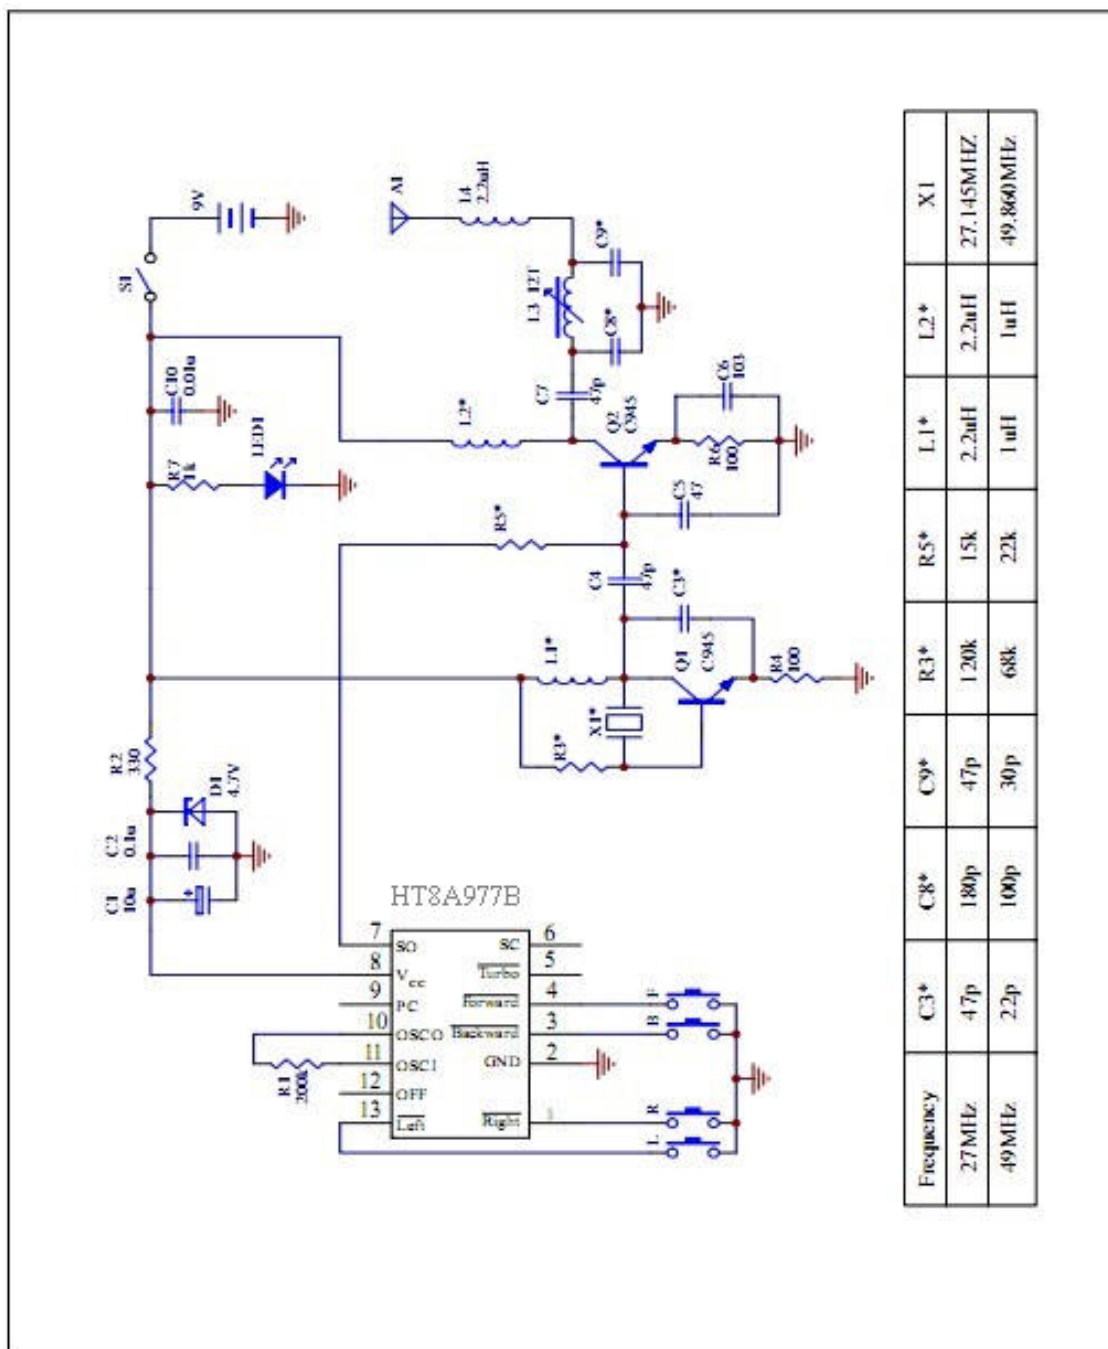 S1
9V
C10
0.01u
R7
1k
LED1
R2
330
D1
4.7V
C2
0.1u
C1
10u
A1
L4
2.2uH
L3 12T
C9*
C8*
C7
47p
L2*
Q2
C945
C6
103
R6
100
C5
47
R5*
C4
47p
C3*
L1*
Q1
C945
R4
100
X1*
R3*
HT8A977B
7 SO
8 Vcc
9 PC
10 OSCO
11 OSCI
12 OFF
13 Left
SC 6
Turbo 5
Forward 4
Backward 3
GND 2
Right 1
R1
200k
F
B
R
L
Frequency C3* C8* C9* R3* R5* L1* L2* X1
27MHz 47p 180p 47p 120k 15k 2.2uH 2.2uH 27.145MHZ
49MHz 22p 100p 30p 68k 22k 1uH 1uH 49.860MHz